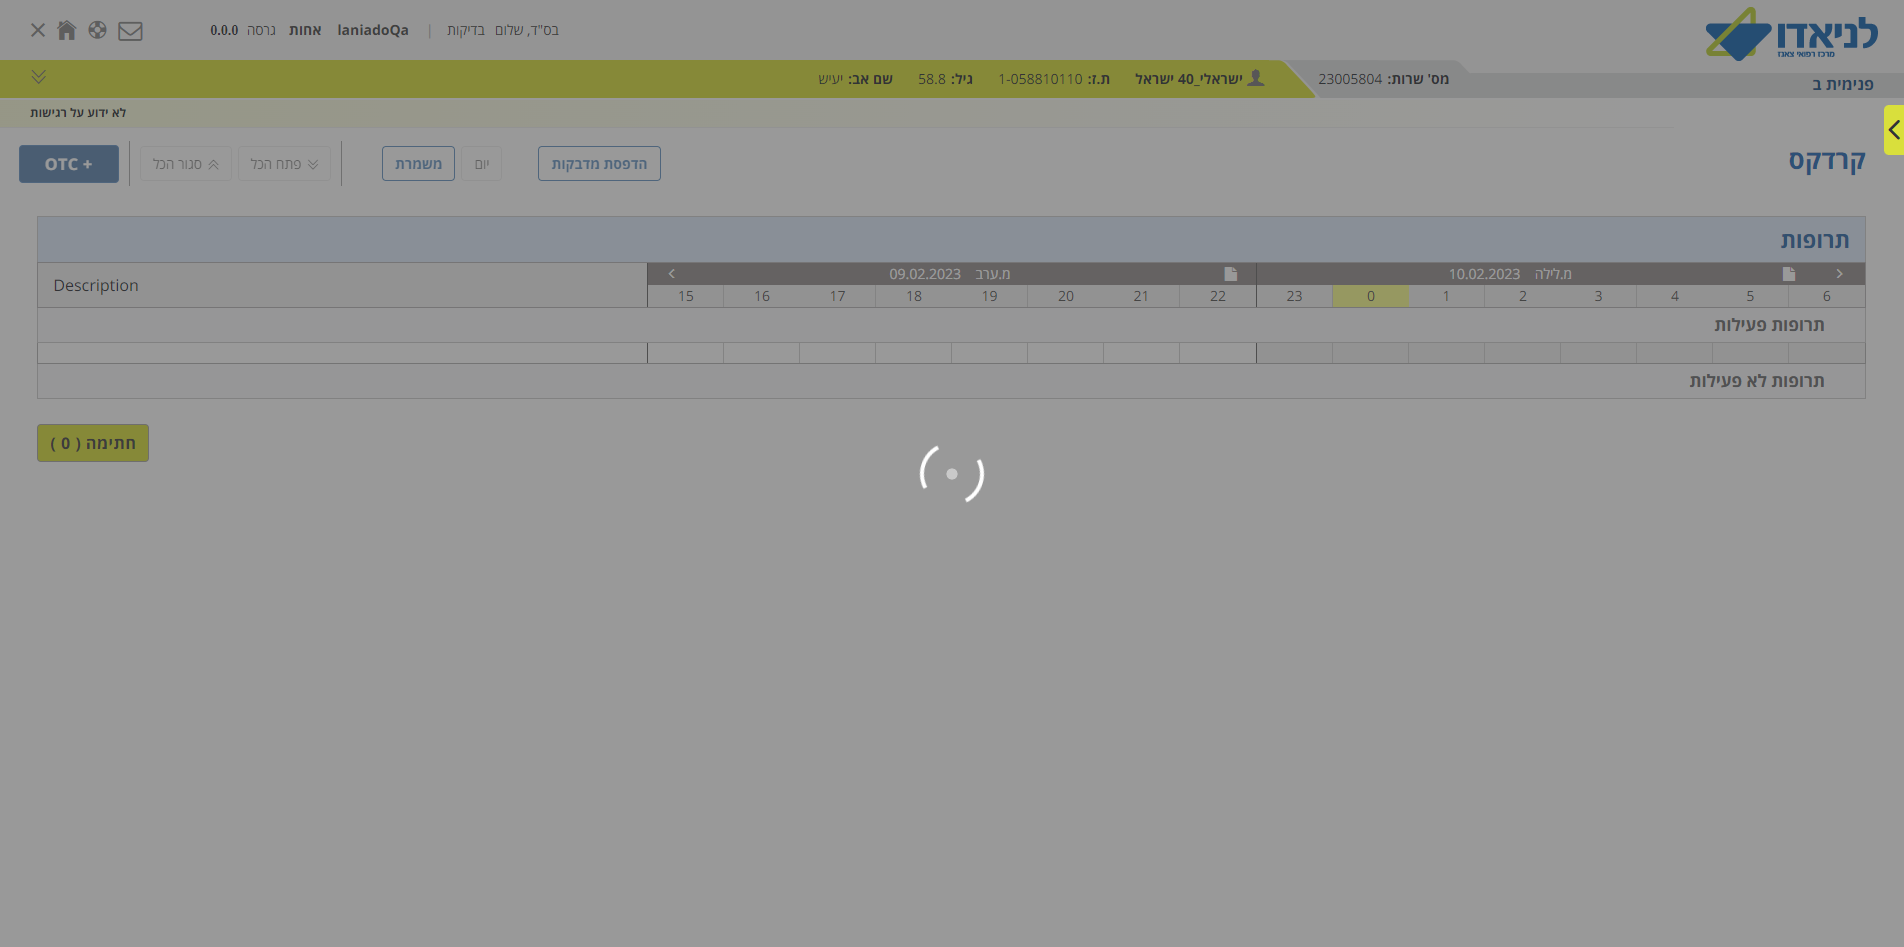 לניאדו
מרכז רפואי צאנז
בס"ד, שלום בדיקות | laniadoQa אחות גרסה 0.0.0
פנימית ב
מס' שרות: 23005804
ישראלי_40 ישראל ת.ז: 1-058810110 גיל: 58.8 שם אב: יעיש
לא ידוע על רגישות
קרדקס
הדפסת מדבקות יום משמרת פתח הכל סגור הכל OTC +
תרופות
מ.לילה 10.02.2023 מ.ערב 09.02.2023
Description
15 16 17 18 19 20 21 22 23 0 1 2 3 4 5 6
תרופות פעילות
תרופות לא פעילות
חתימה ( 0 )